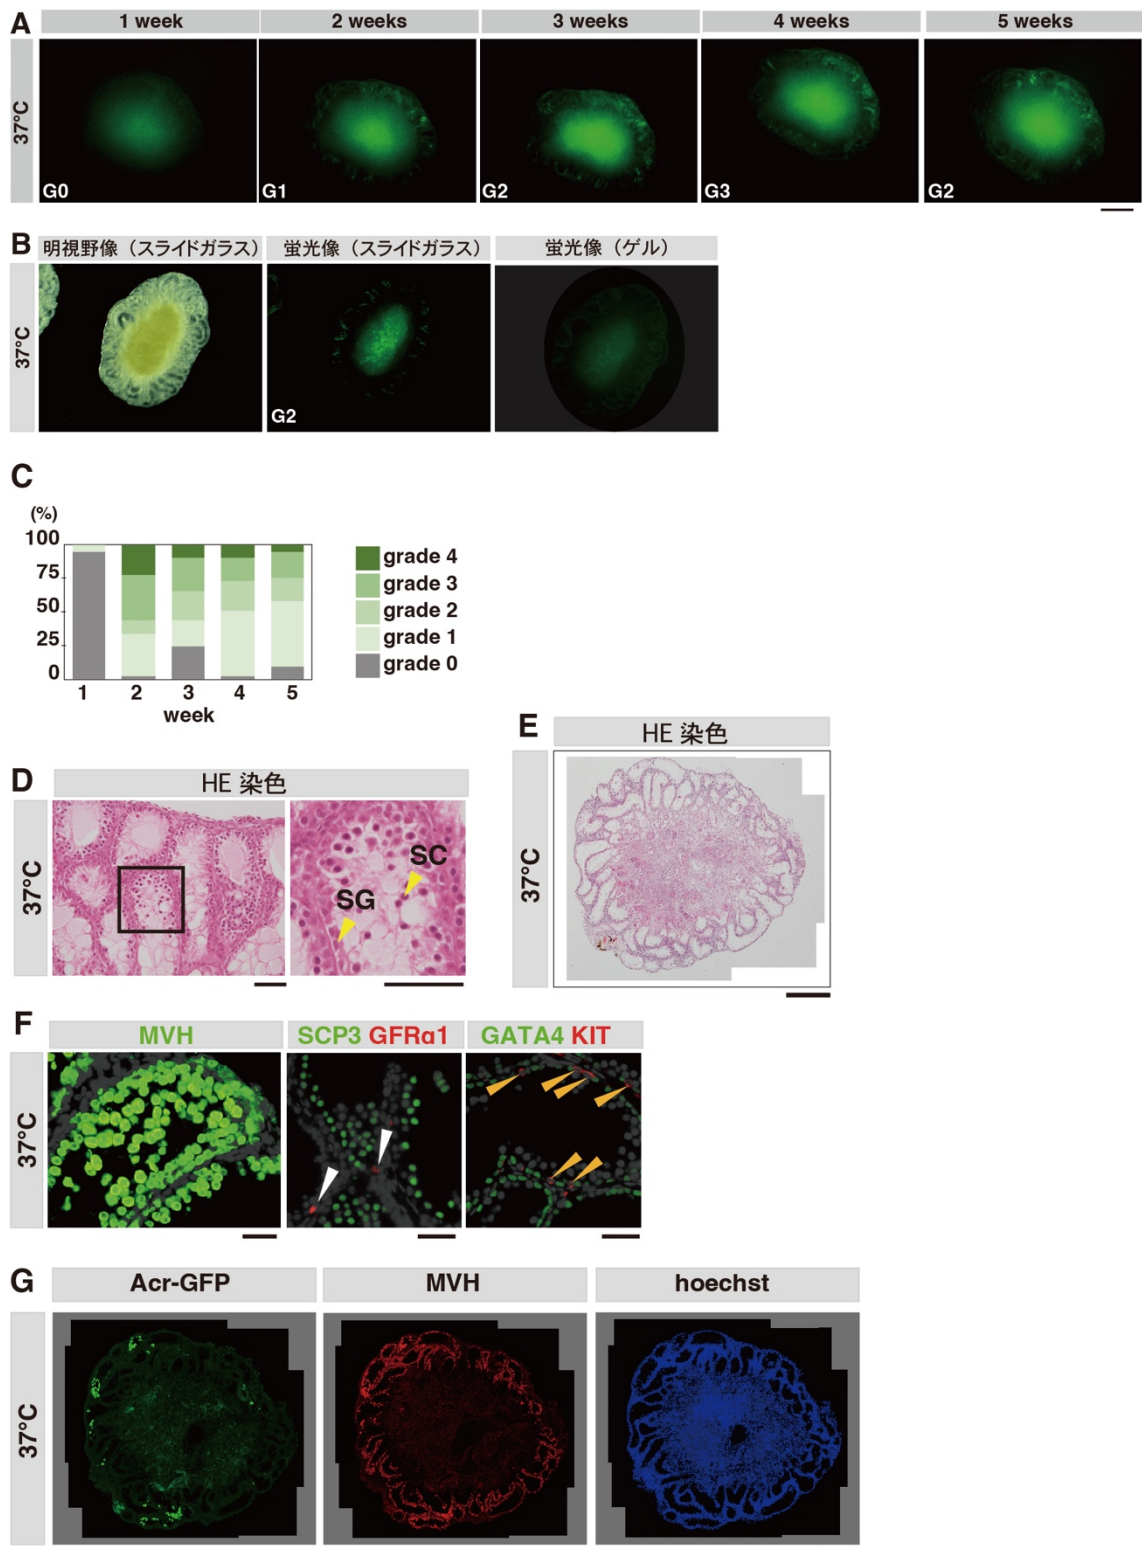 A
1 week 2 weeks 3 weeks 4 weeks 5 weeks
37°C
G0 G1 G2 G3 G2
B
明視野像（スライドガラス） 蛍光像（スライドガラス） 蛍光像（ゲル）
37°C
G2
C
(%)
100
75
50
25
0
1 2 3 4 5
week
grade 4
grade 3
grade 2
grade 1
grade 0
D
HE 染色
37°C
SC
SG
E
HE 染色
37°C
F
MVH SCP3 GFRα1 GATA4 KIT
37°C
G
Acr-GFP MVH hoechst
37°C